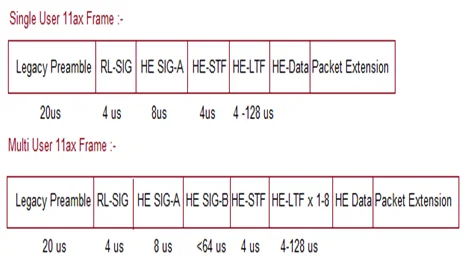 Single User 11ax Frame :-
Legacy Preamble RL-SIG HE SIG-A HE-STF HE-LTF HE-Data Packet Extension
20us 4 us 8us 4us 4 -128 us
Multi User 11ax Frame :-
Legacy Preamble RL-SIG HE SIG-A HE SIG-B HE-STF HE-LTF x 1-8 HE Data Packet Extension
20 us 4 us 8 us <64 us 4 us 4-128 us